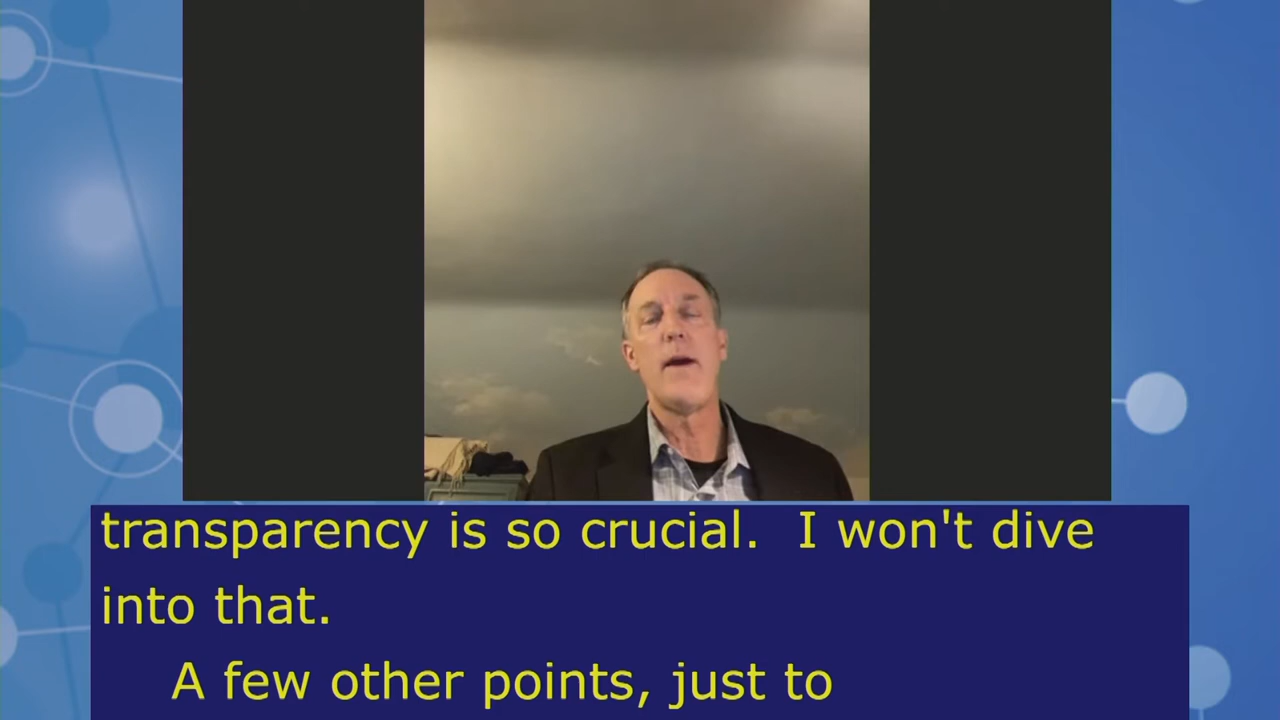 transparency is so crucial.  I won't dive
into that.
A few other points, just to